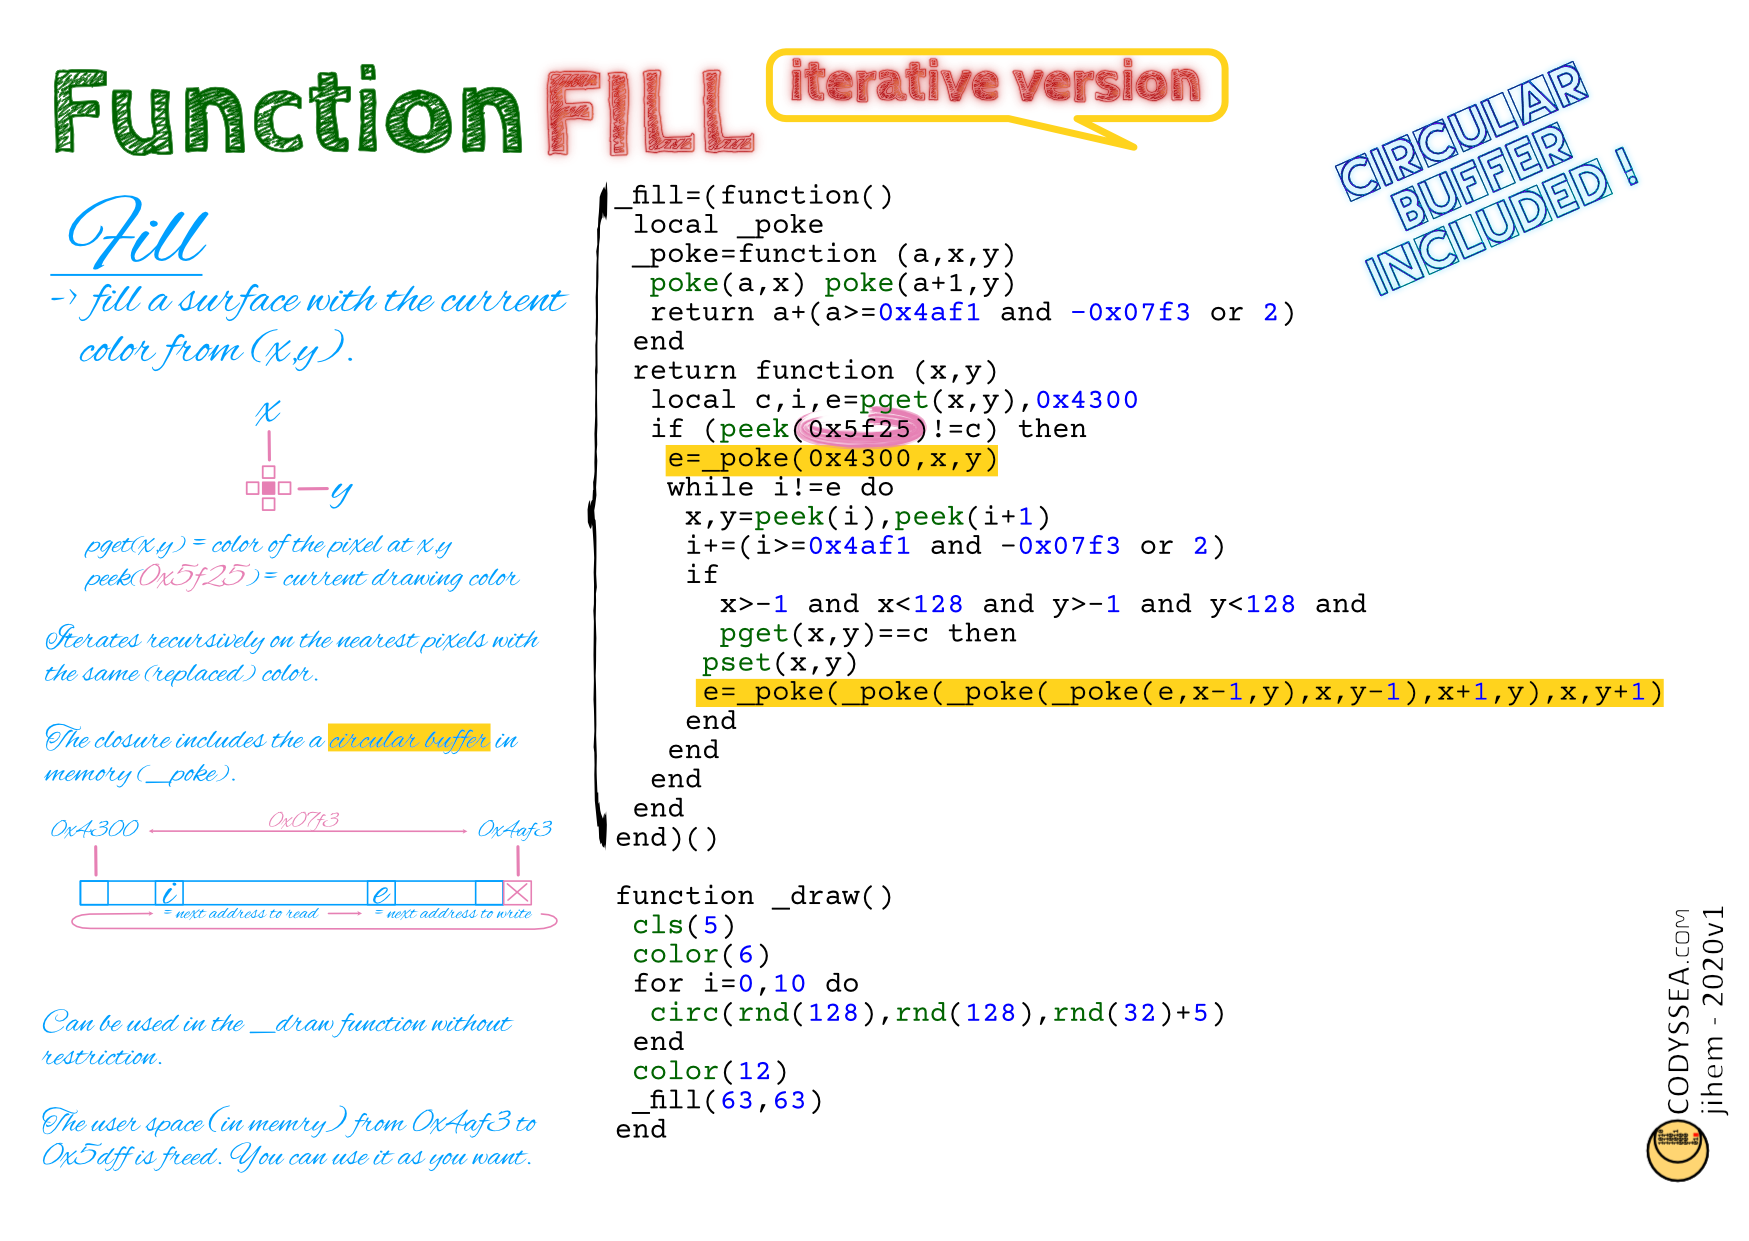 Function FILL
iterative version
CIRCULAR
BUFFER
INCLUDED !
Fill
-> fill a surface with the current
color from (x,y).
x
y
pget(x,y) = color of the pixel at x,y
peek(0x5f25) = current drawing color
Iterates recursively on the nearest pixels with
the same (replaced) color.
The closure includes the a circular buffer in
memory (_poke).
0x4300
0x07f3
0x4af3
i
e
= next address to read
= next address to write
Can be used in the _draw function without
restriction.
The user space (in memry) from 0x4af3 to
0x5dff is freed. You can use it as you want.
_fill=(function()
local _poke
_poke=function (a,x,y)
poke(a,x) poke(a+1,y)
return a+(a>=0x4af1 and -0x07f3 or 2)
end
return function (x,y)
local c,i,e=pget(x,y),0x4300
if (peek(0x5f25)!=c) then
e=_poke(0x4300,x,y)
while i!=e do
x,y=peek(i),peek(i+1)
i+=(i>=0x4af1 and -0x07f3 or 2)
if
x>-1 and x<128 and y>-1 and y<128 and
pget(x,y)==c then
pset(x,y)
e=_poke(_poke(_poke(_poke(e,x-1,y),x,y-1),x+1,y),x,y+1)
end
end
end
end
end)()
function _draw()
cls(5)
color(6)
for i=0,10 do
circ(rnd(128),rnd(128),rnd(32)+5)
end
color(12)
_fill(63,63)
end
CODYSSEA.COM
jihem - 2020v1